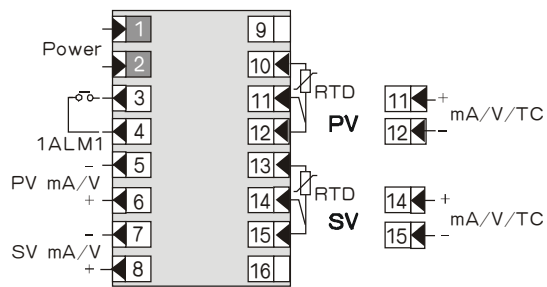 1 9
Power
2 10
RTD
3 11 11 + mA/V/TC
PV
4 12 12 -
1ALM1
- 5 13
PV mA/V
+ 6 14 RTD 14 + mA/V/TC
SV
- 7 15 15 -
SV mA/V
+ 8 16